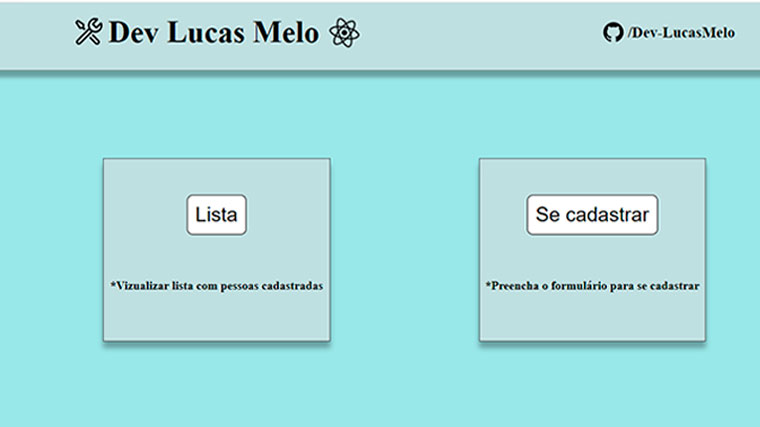 Dev Lucas Melo
/Dev-LucasMelo
Lista
Se cadastrar
*Vizualizar lista com pessoas cadastradas
*Preencha o formulário para se cadastrar